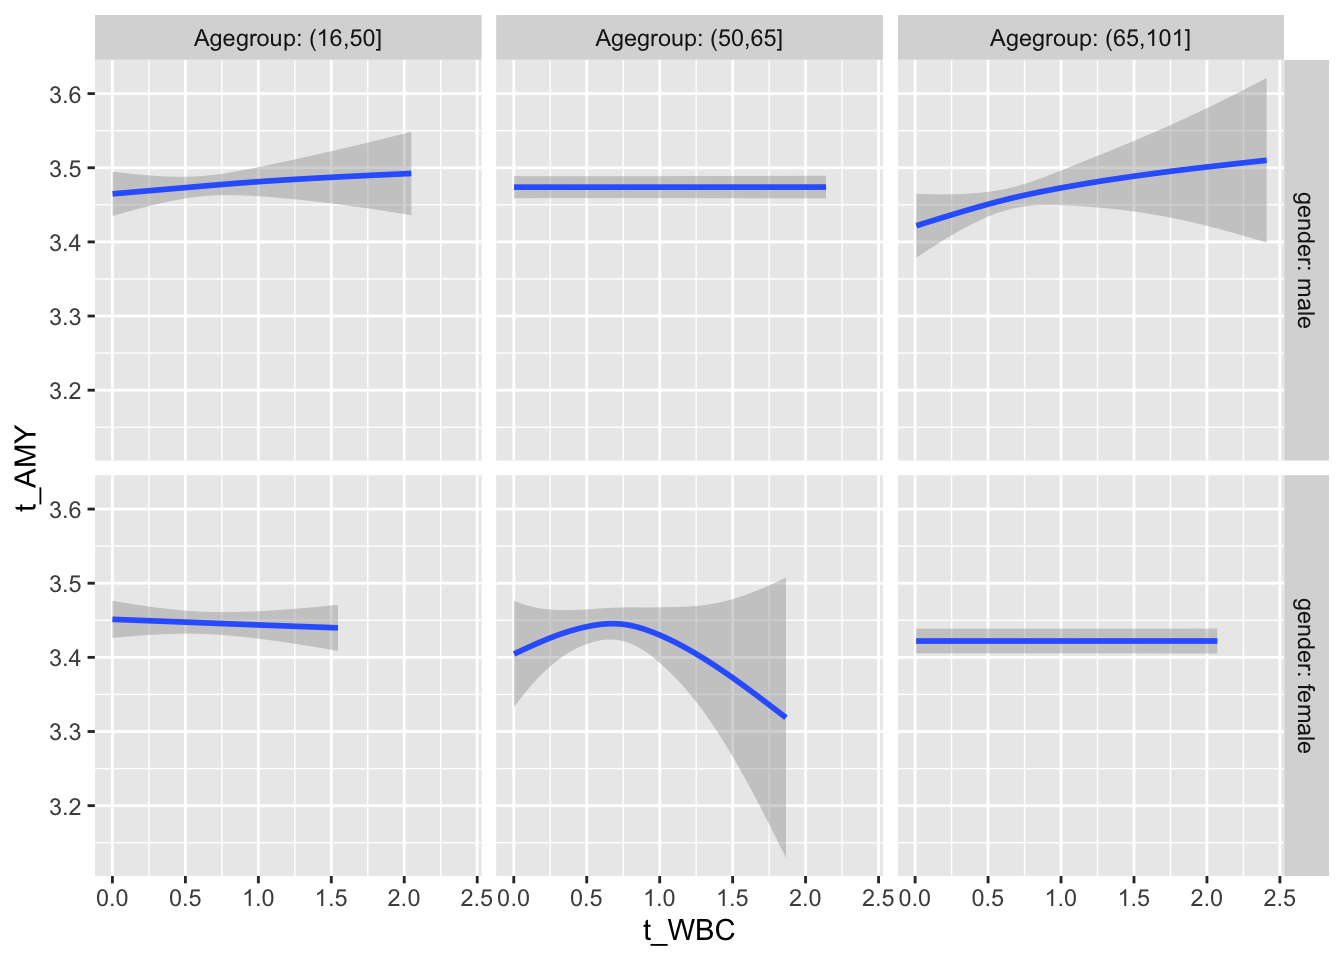 Agegroup: (16,50]
Agegroup: (50,65]
Agegroup: (65,101]
3.6
3.5
3.4
3.3
3.2
gender: male
t_AMY
3.6
3.5
3.4
3.3
3.2
gender: female
0.0 0.5 1.0 1.5 2.0 2.5
0.0 0.5 1.0 1.5 2.0 2.5
0.0 0.5 1.0 1.5 2.0 2.5
t_WBC